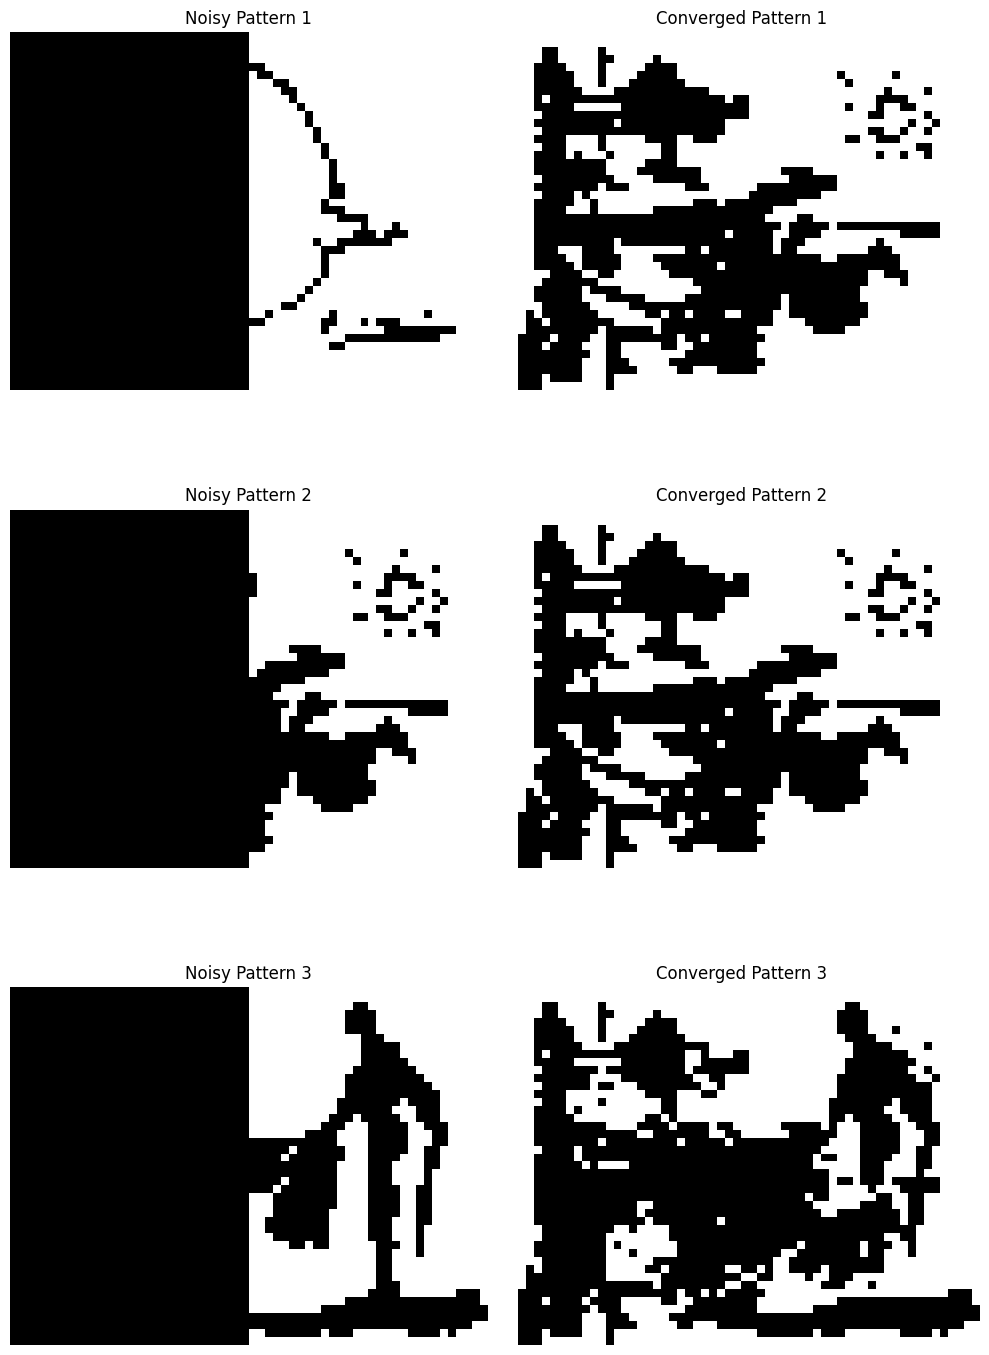 Noisy Pattern 1
Converged Pattern 1
Noisy Pattern 2
Converged Pattern 2
Noisy Pattern 3
Converged Pattern 3